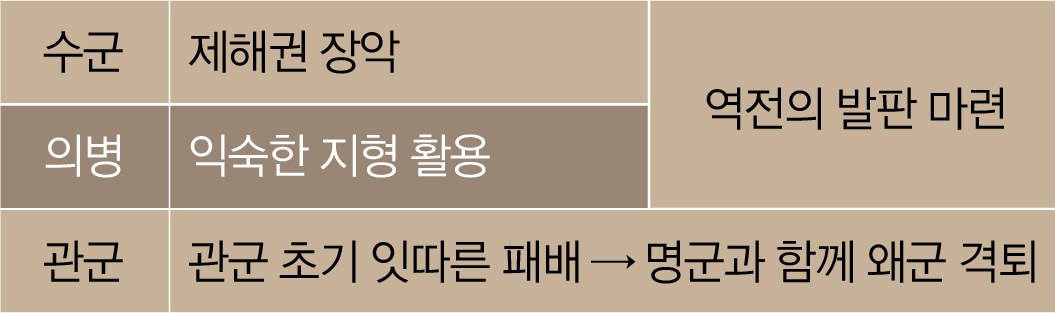 수군 제해권 장악
역전의 발판 마련
의병 익숙한 지형 활용
관군 관군 초기 잇따른 패배 → 명군과 함께 왜군 격퇴